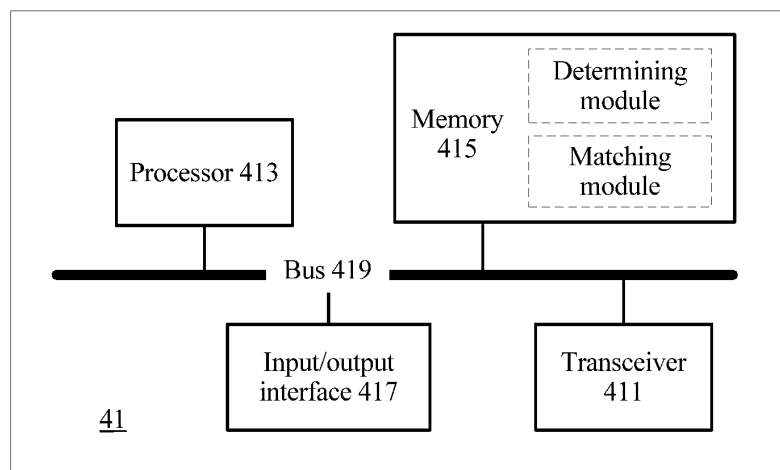 Determining
module
Memory
415
Matching
module
Processor 413
Bus 419
Input/output
interface 417
Transceiver
411
41